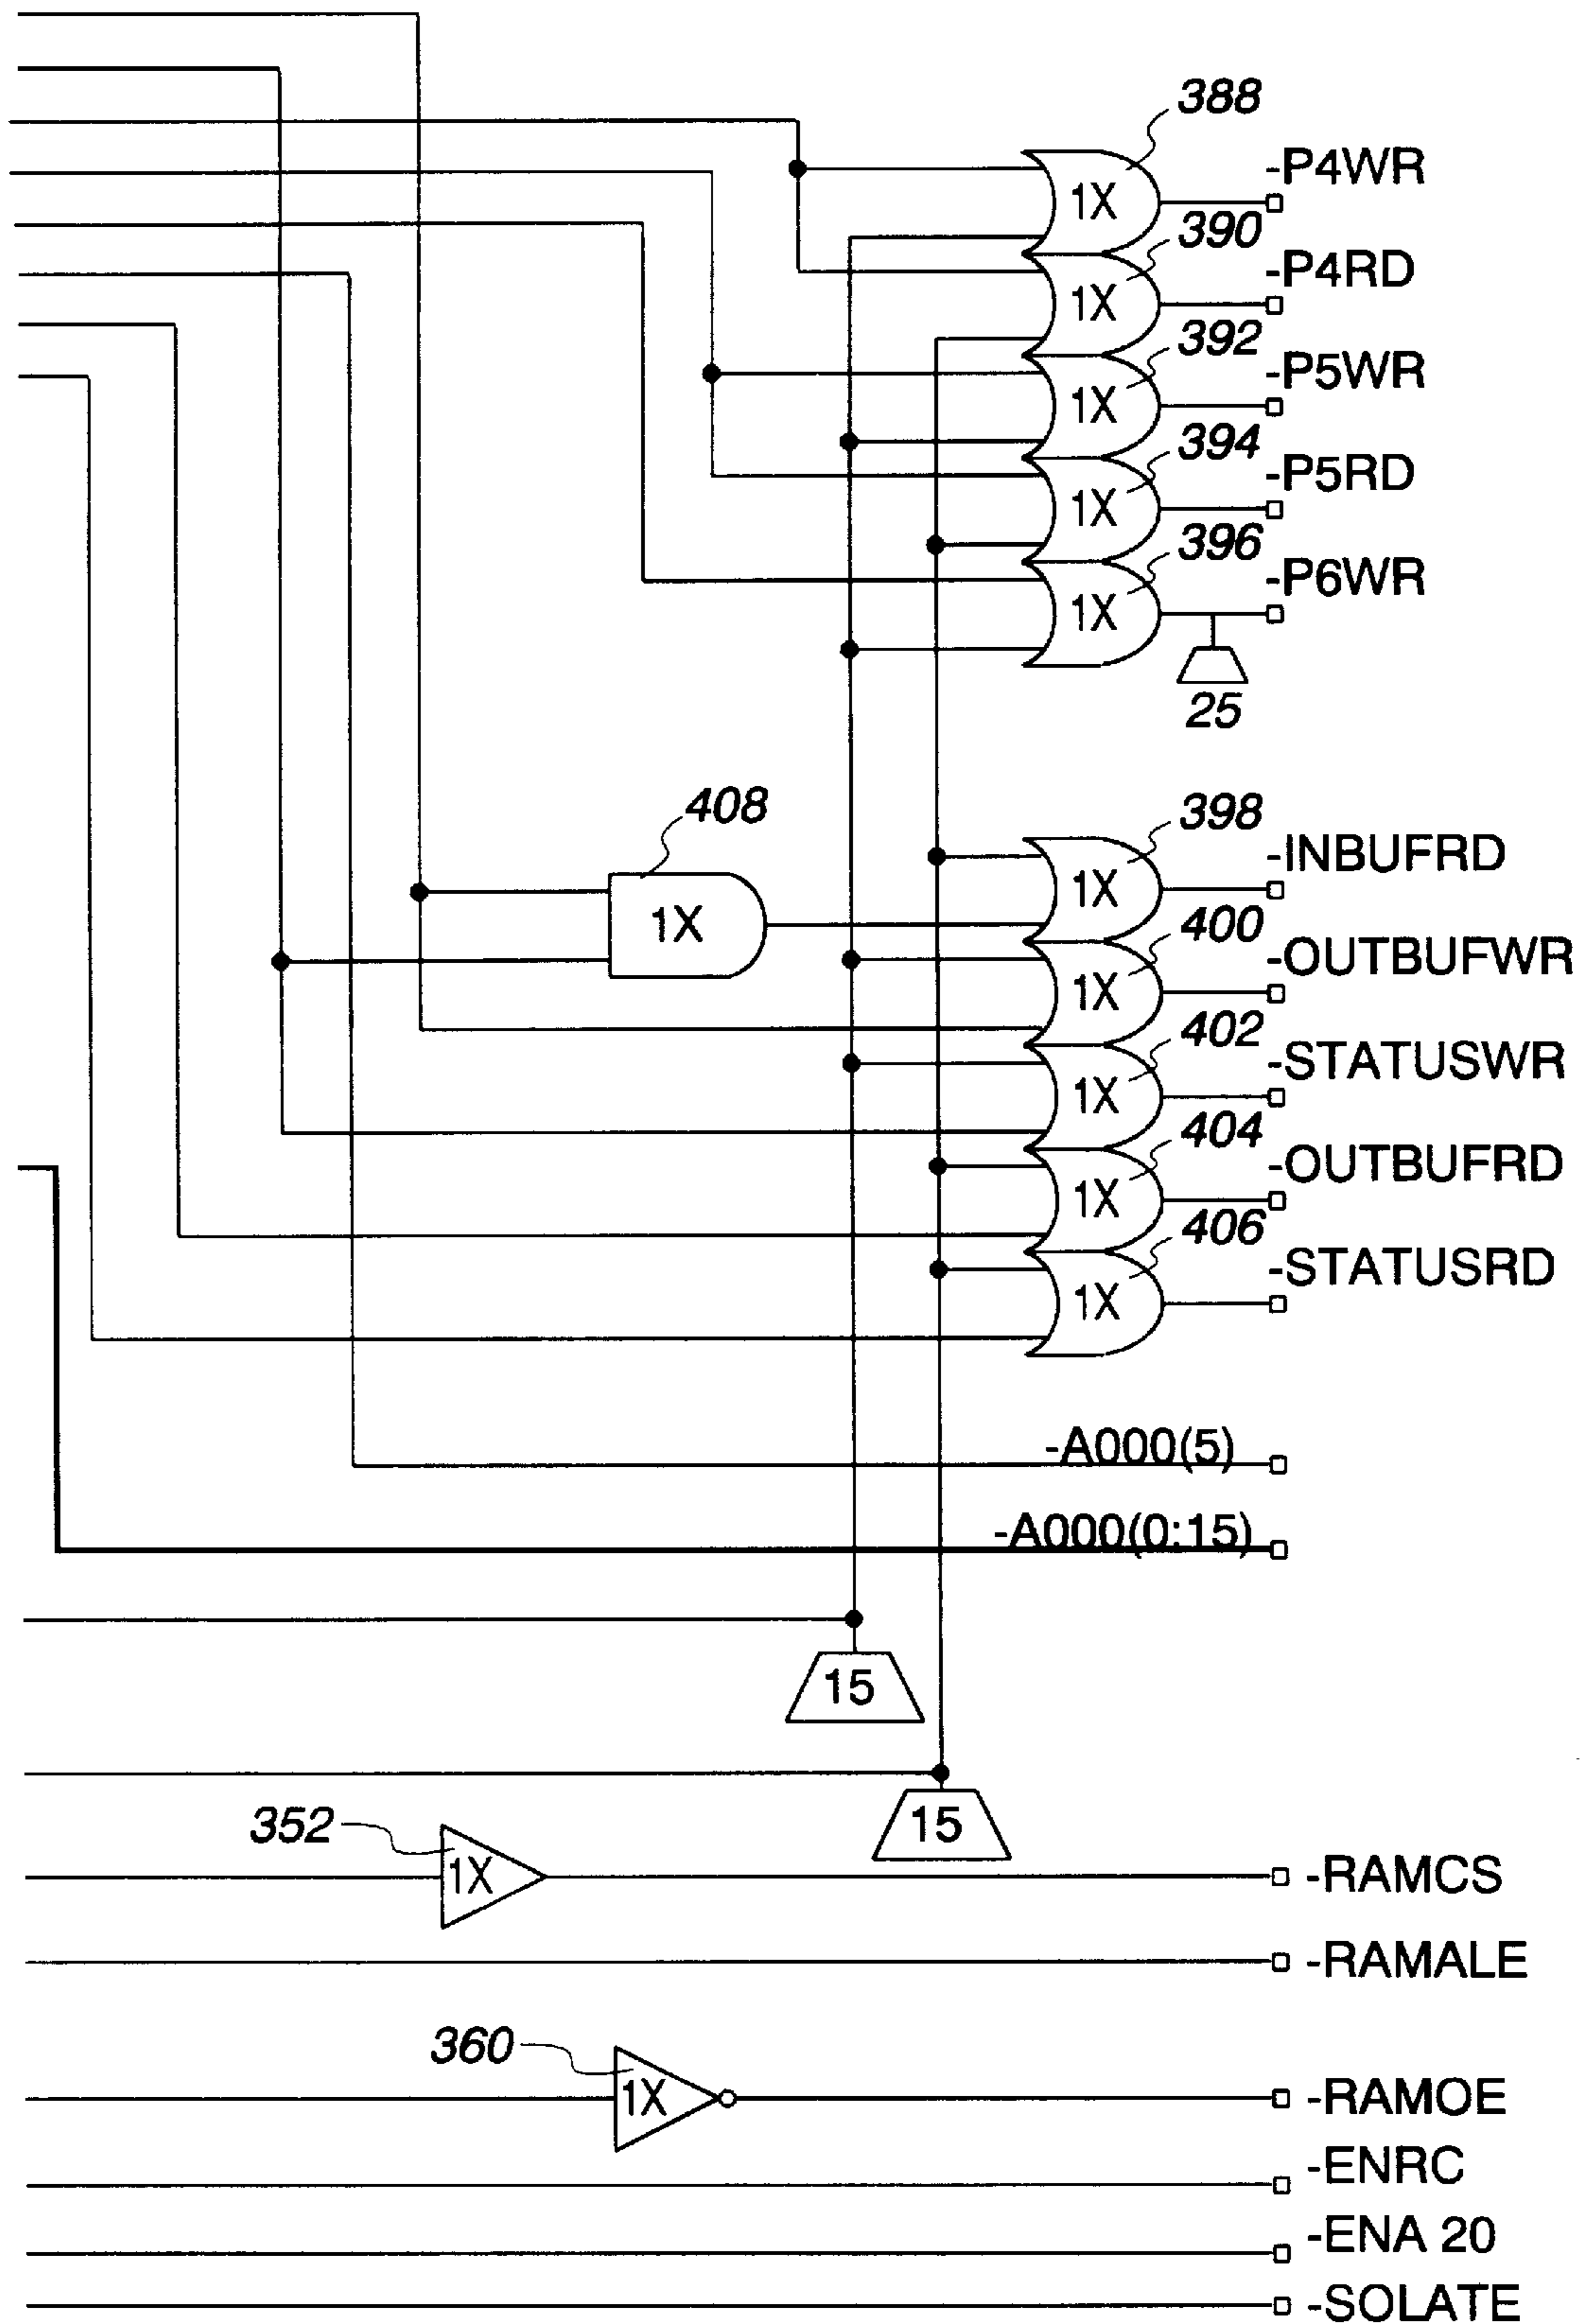 388
-P4WR
1X
390
-P4RD
1X
392
-P5WR
1X
394
-P5RD
1X
396
-P6WR
1X
25
408
1X
398
-INBUFRD
1X
400
-OUTBUFWR
1X
402
-STATUSWR
1X
404
-OUTBUFRD
1X
406
-STATUSRD
1X
-A000(5)
-A000(0:15)
15
15
352
1X
-RAMCS
-RAMALE
360
1X
-RAMOE
-ENRC
-ENA 20
-SOLATE